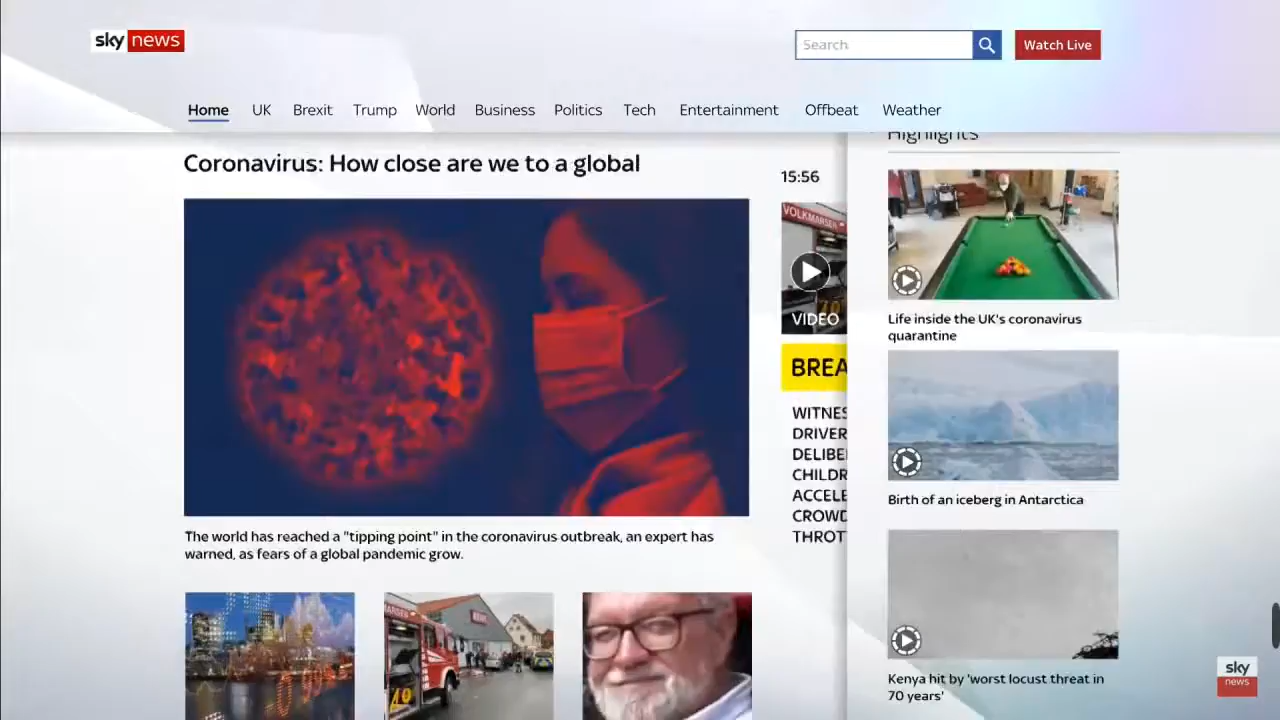 sky news
Search
Watch Live
Home UK Brexit Trump World Business Politics Tech Entertainment Offbeat Weather
Coronavirus: How close are we to a global
The world has reached a "tipping point" in the coronavirus outbreak, an expert has
warned, as fears of a global pandemic grow.
15:56
VOLKMARSEN
VIDEO
BREA
WITNES
DRIVER
DELIBE
CHILDR
ACCELE
CROWD
THROT
Highlights
Life inside the UK's coronavirus
quarantine
Birth of an iceberg in Antarctica
Kenya hit by 'worst locust threat in
70 years'
sky
news